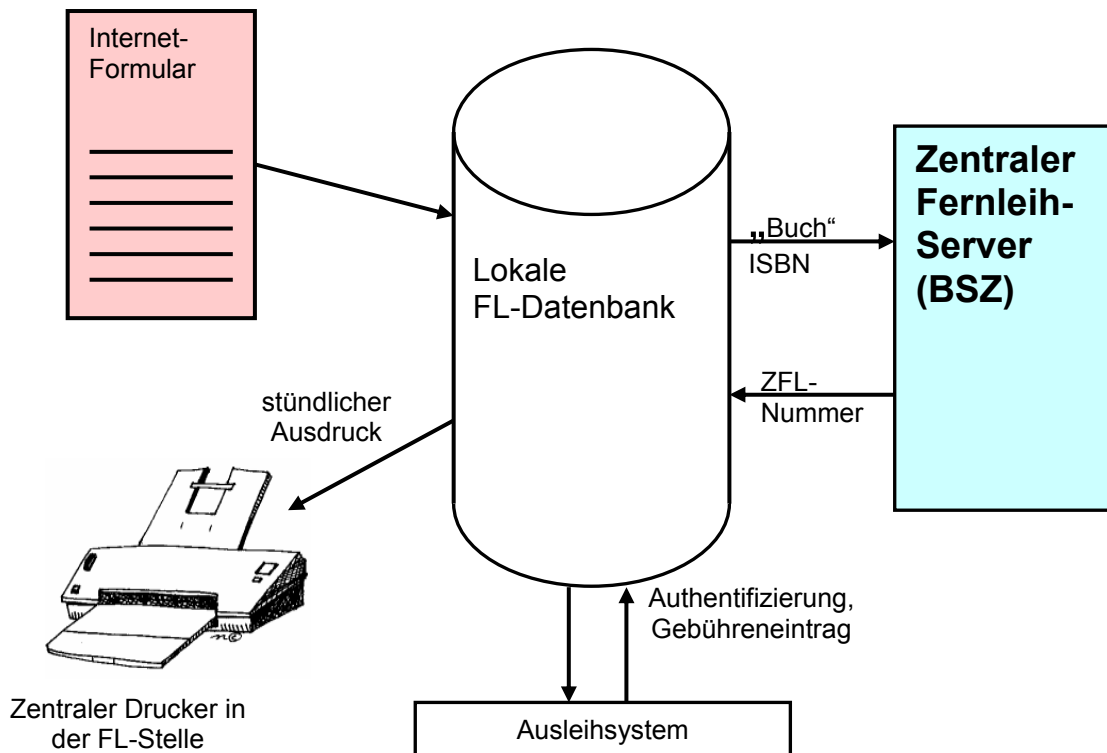 Internet-
Formular
Zentraler
Fernleih-
Server
(BSZ)
„Buch“
ISBN
Lokale
FL-Datenbank
ZFL-
Nummer
stündlicher
Ausdruck
Authentifizierung,
Gebühreneintrag
Zentraler Drucker in
der FL-Stelle
Ausleihsystem